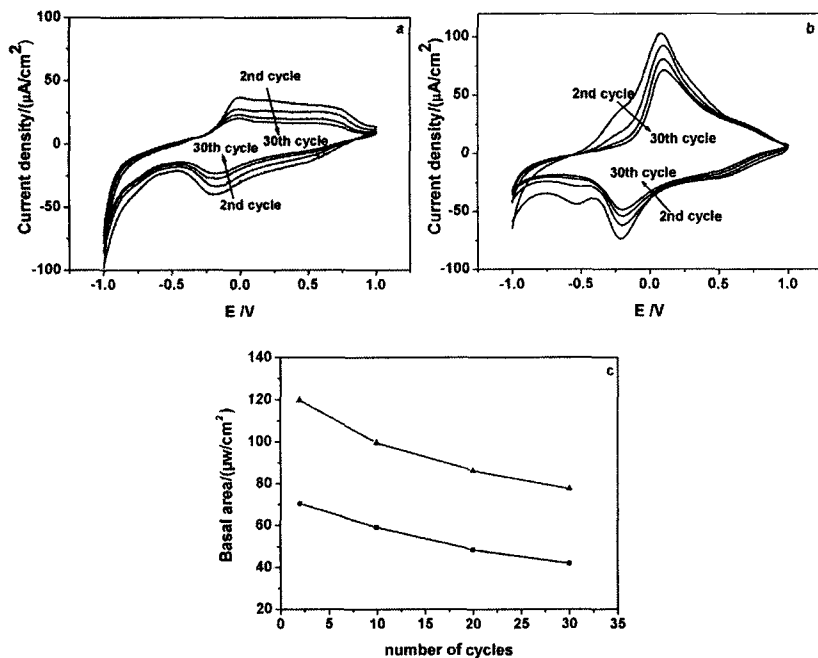 a
Current density/(μA/cm²)
100
50
0
-50
-100
2nd cycle
30th cycle
30th cycle
2nd cycle
-1.0 -0.5 0.0 0.5 1.0
E /V
b
Current density/(μA/cm²)
100
50
0
-50
-100
2nd cycle
30th cycle
30th cycle
2nd cycle
-1.0 -0.5 0.0 0.5 1.0
E /V
c
Basal area/(μw/cm²)
140
120
100
80
60
40
20
0 5 10 15 20 25 30 35
number of cycles